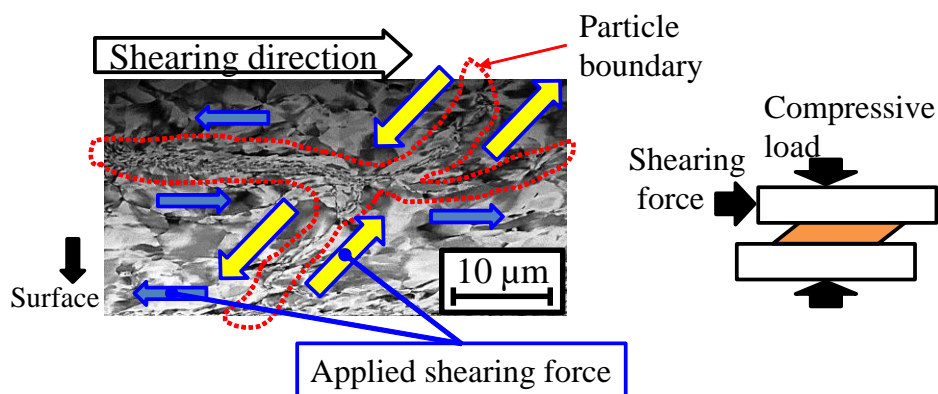 Shearing direction
Particle
boundary
Compressive
load
Shearing
force
Surface
10 µm
Applied shearing force